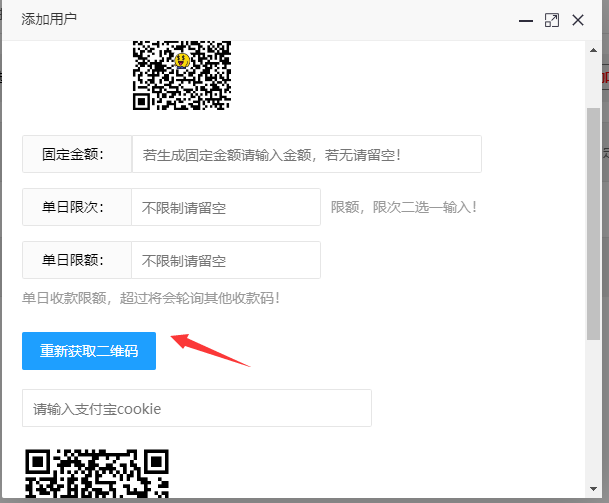 添加用户
固定金额：
若生成固定金额请输入金额，若无请留空！
单日限次：
不限制请留空
限额，限次二选一输入！
单日限额：
不限制请留空
单日收款限额，超过将会轮询其他收款码！
重新获取二维码
请输入支付宝cookie